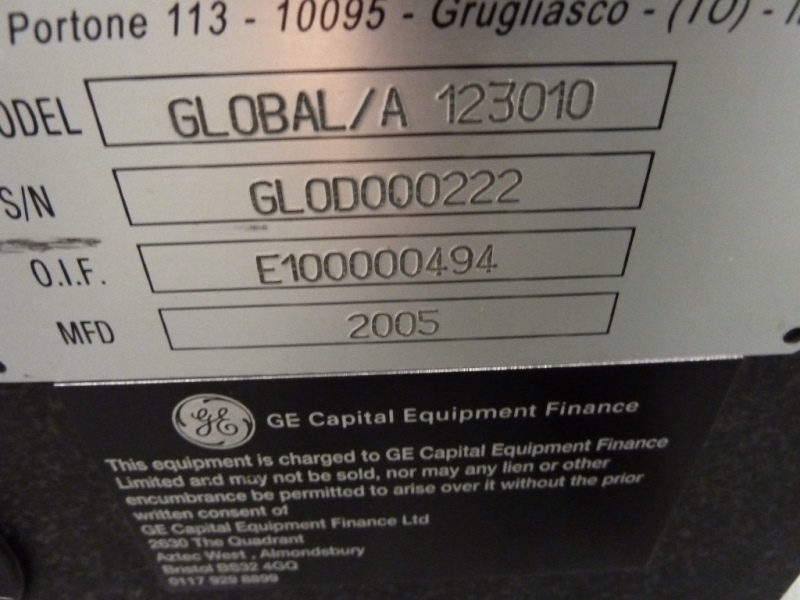 Portone 113 - 10095 - Grugliasco - (TO) -
MODEL GLOBAL/A 123010
S/N GLOD000222
O.I.F. E100000494
MFD 2005
GE GE Capital Equipment Finance
This equipment is charged to GE Capital Equipment Finance
Limited and may not be sold, nor may any lien or other
encumbrance be permitted to arise over it without the prior
written consent of
GE Capital Equipment Finance Ltd
2630 The Quadrant
Aztec West , Almondsbury
Bristol BS32 4GQ
0117 929 8899